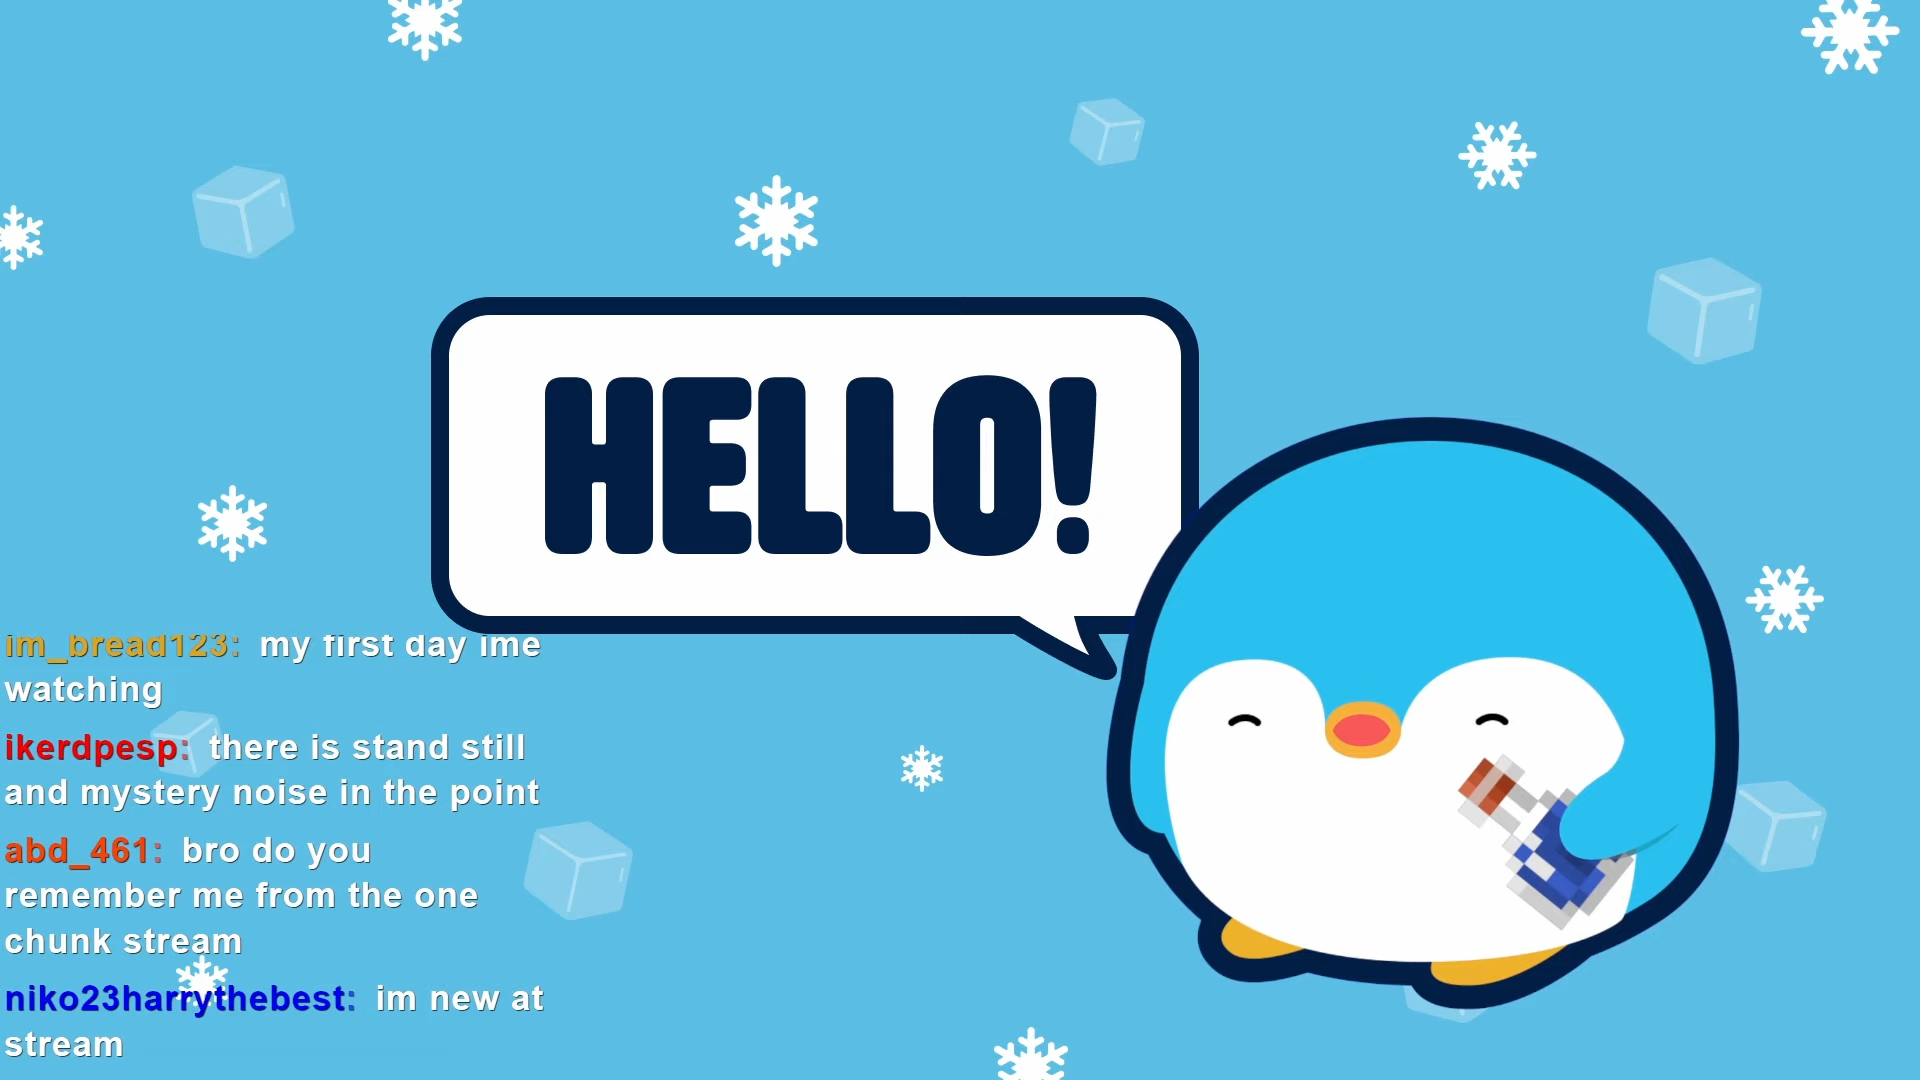 HELLO!
im_bread123: my first day ime
watching
ikerdpesp: there is stand still
and mystery noise in the point
abd_461: bro do you
remember me from the one
chunk stream
niko23harrythebest: im new at
stream